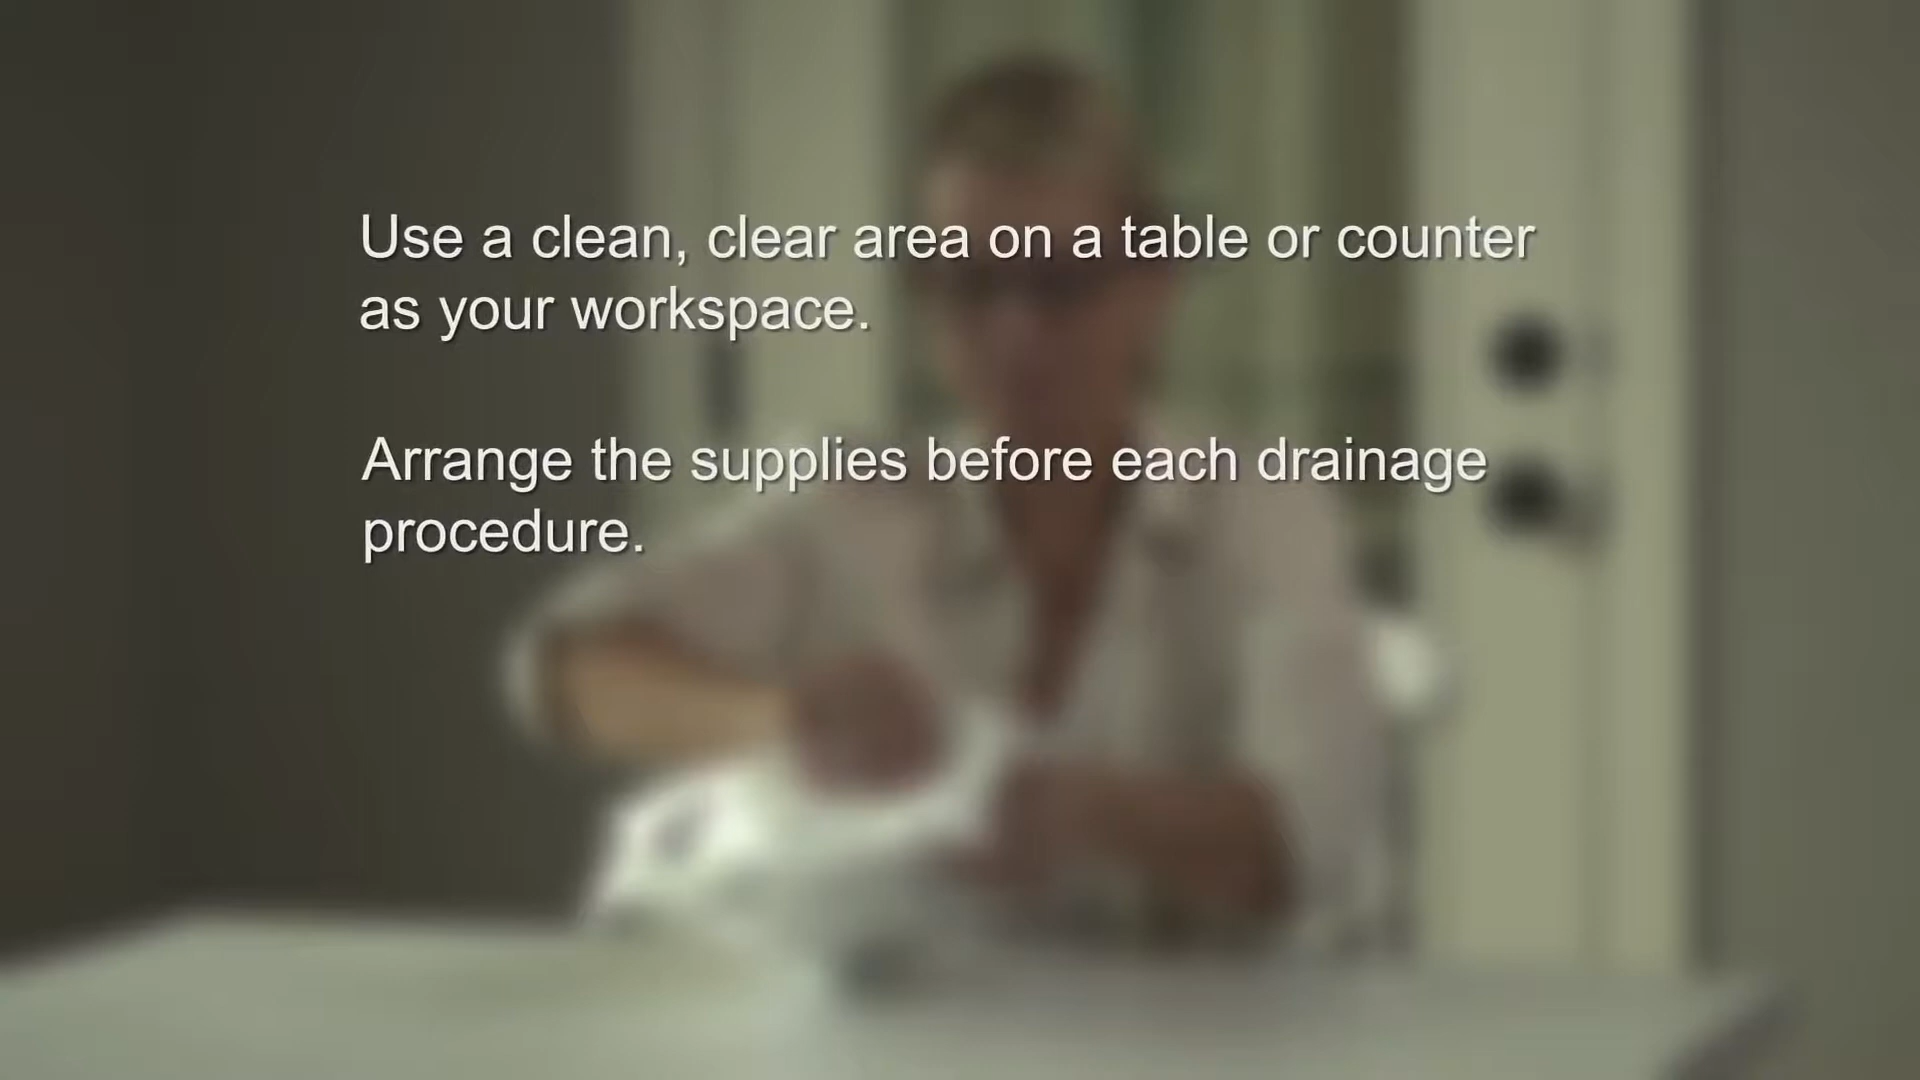 Use a clean, clear area on a table or counter
as your workspace.
Arrange the supplies before each drainage
procedure.